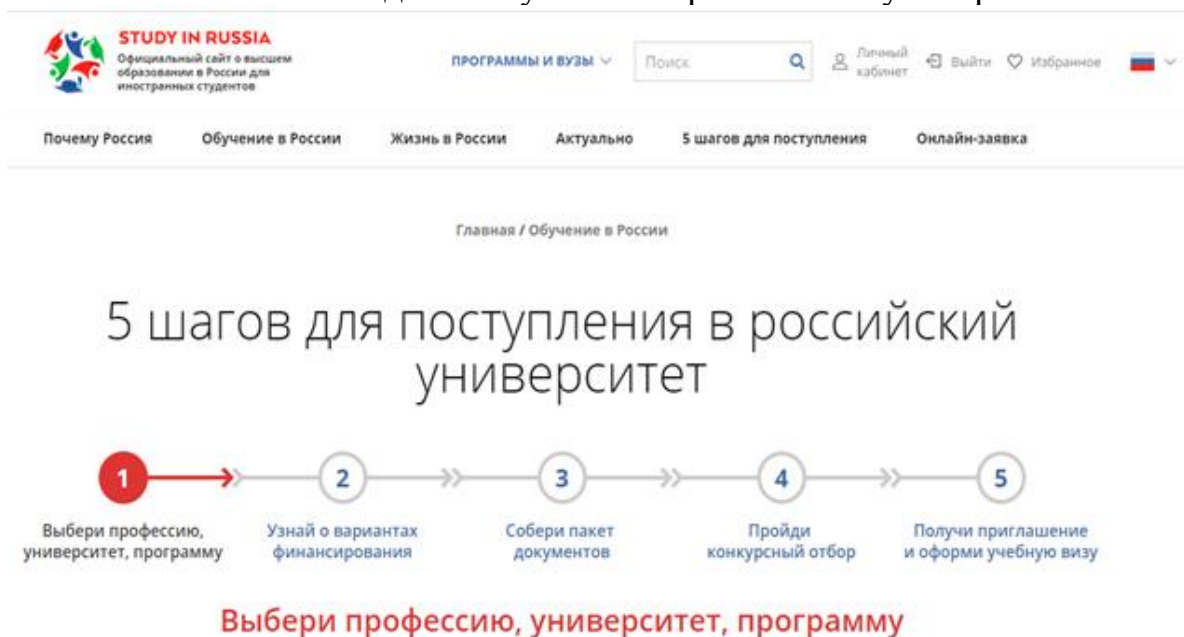 STUDY IN RUSSIA
Официальный сайт о высшем
образовании в России для
иностранных студентов
ПРОГРАММЫ И ВУЗЫ
Поиск
Личный
кабинет
Выйти
Избранное
Почему Россия
Обучение в России
Жизнь в России
Актуально
5 шагов для поступления
Онлайн-заявка
Главная / Обучение в России
5 шагов для поступления в российский
университет
1
2
3
4
5
Выбери профессию,
университет, программу
Узнай о вариантах
финансирования
Собери пакет
документов
Пройди
конкурсный отбор
Получи приглашение
и оформи учебную визу
Выбери профессию, университет, программу